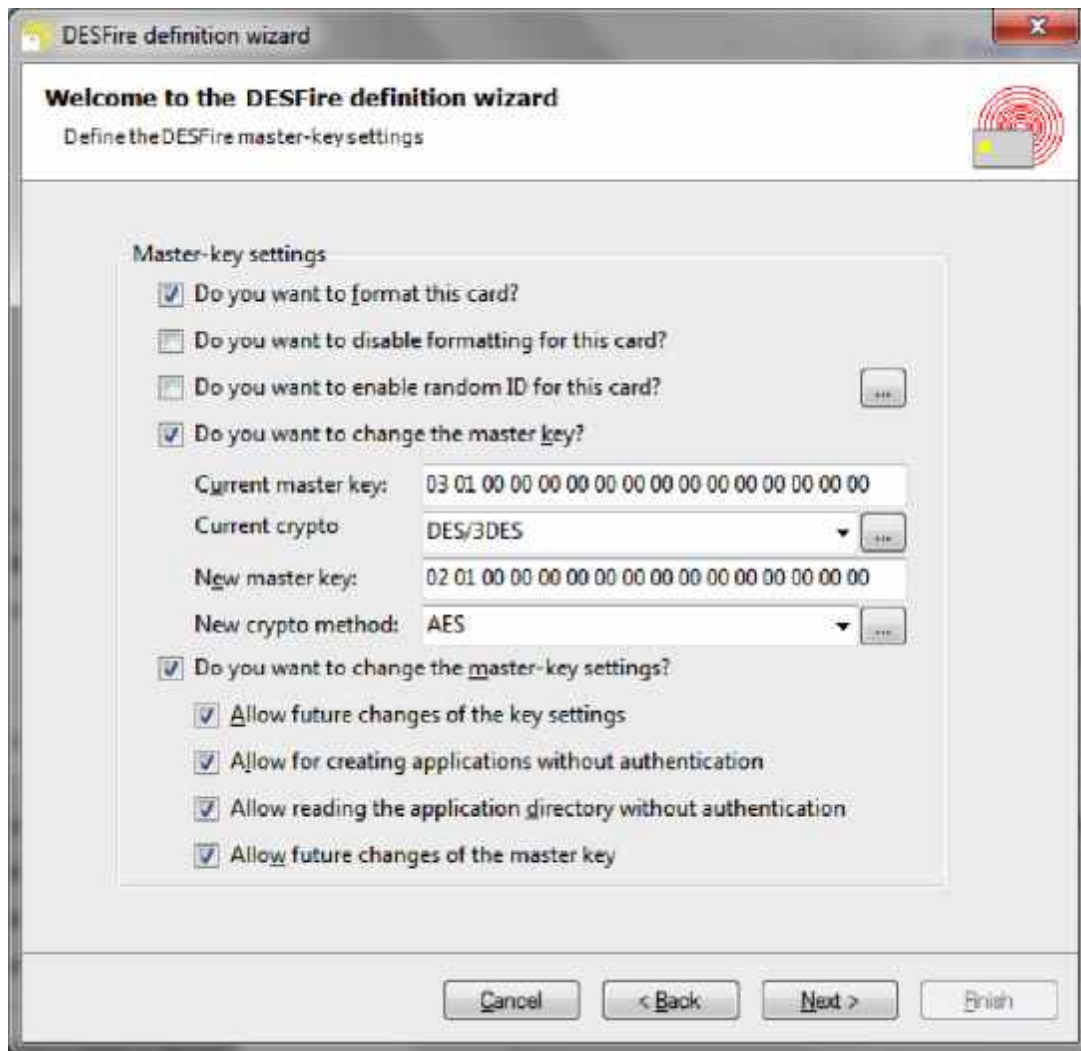 DESFire definition wizard
Welcome to the DESFire definition wizard
Define the DESFire master-key settings
Master-key settings
Do you want to format this card?
Do you want to disable formatting for this card?
Do you want to enable random ID for this card?
...
Do you want to change the master key?
Current master key: 03 01 00 00 00 00 00 00 00 00 00 00 00 00 00 00
Current crypto DES/3DES ...
New master key: 02 01 00 00 00 00 00 00 00 00 00 00 00 00 00 00
New crypto method: AES ...
Do you want to change the master-key settings?
Allow future changes of the key settings
Allow for creating applications without authentication
Allow reading the application directory without authentication
Allow future changes of the master key
Cancel < Back Next > Finish